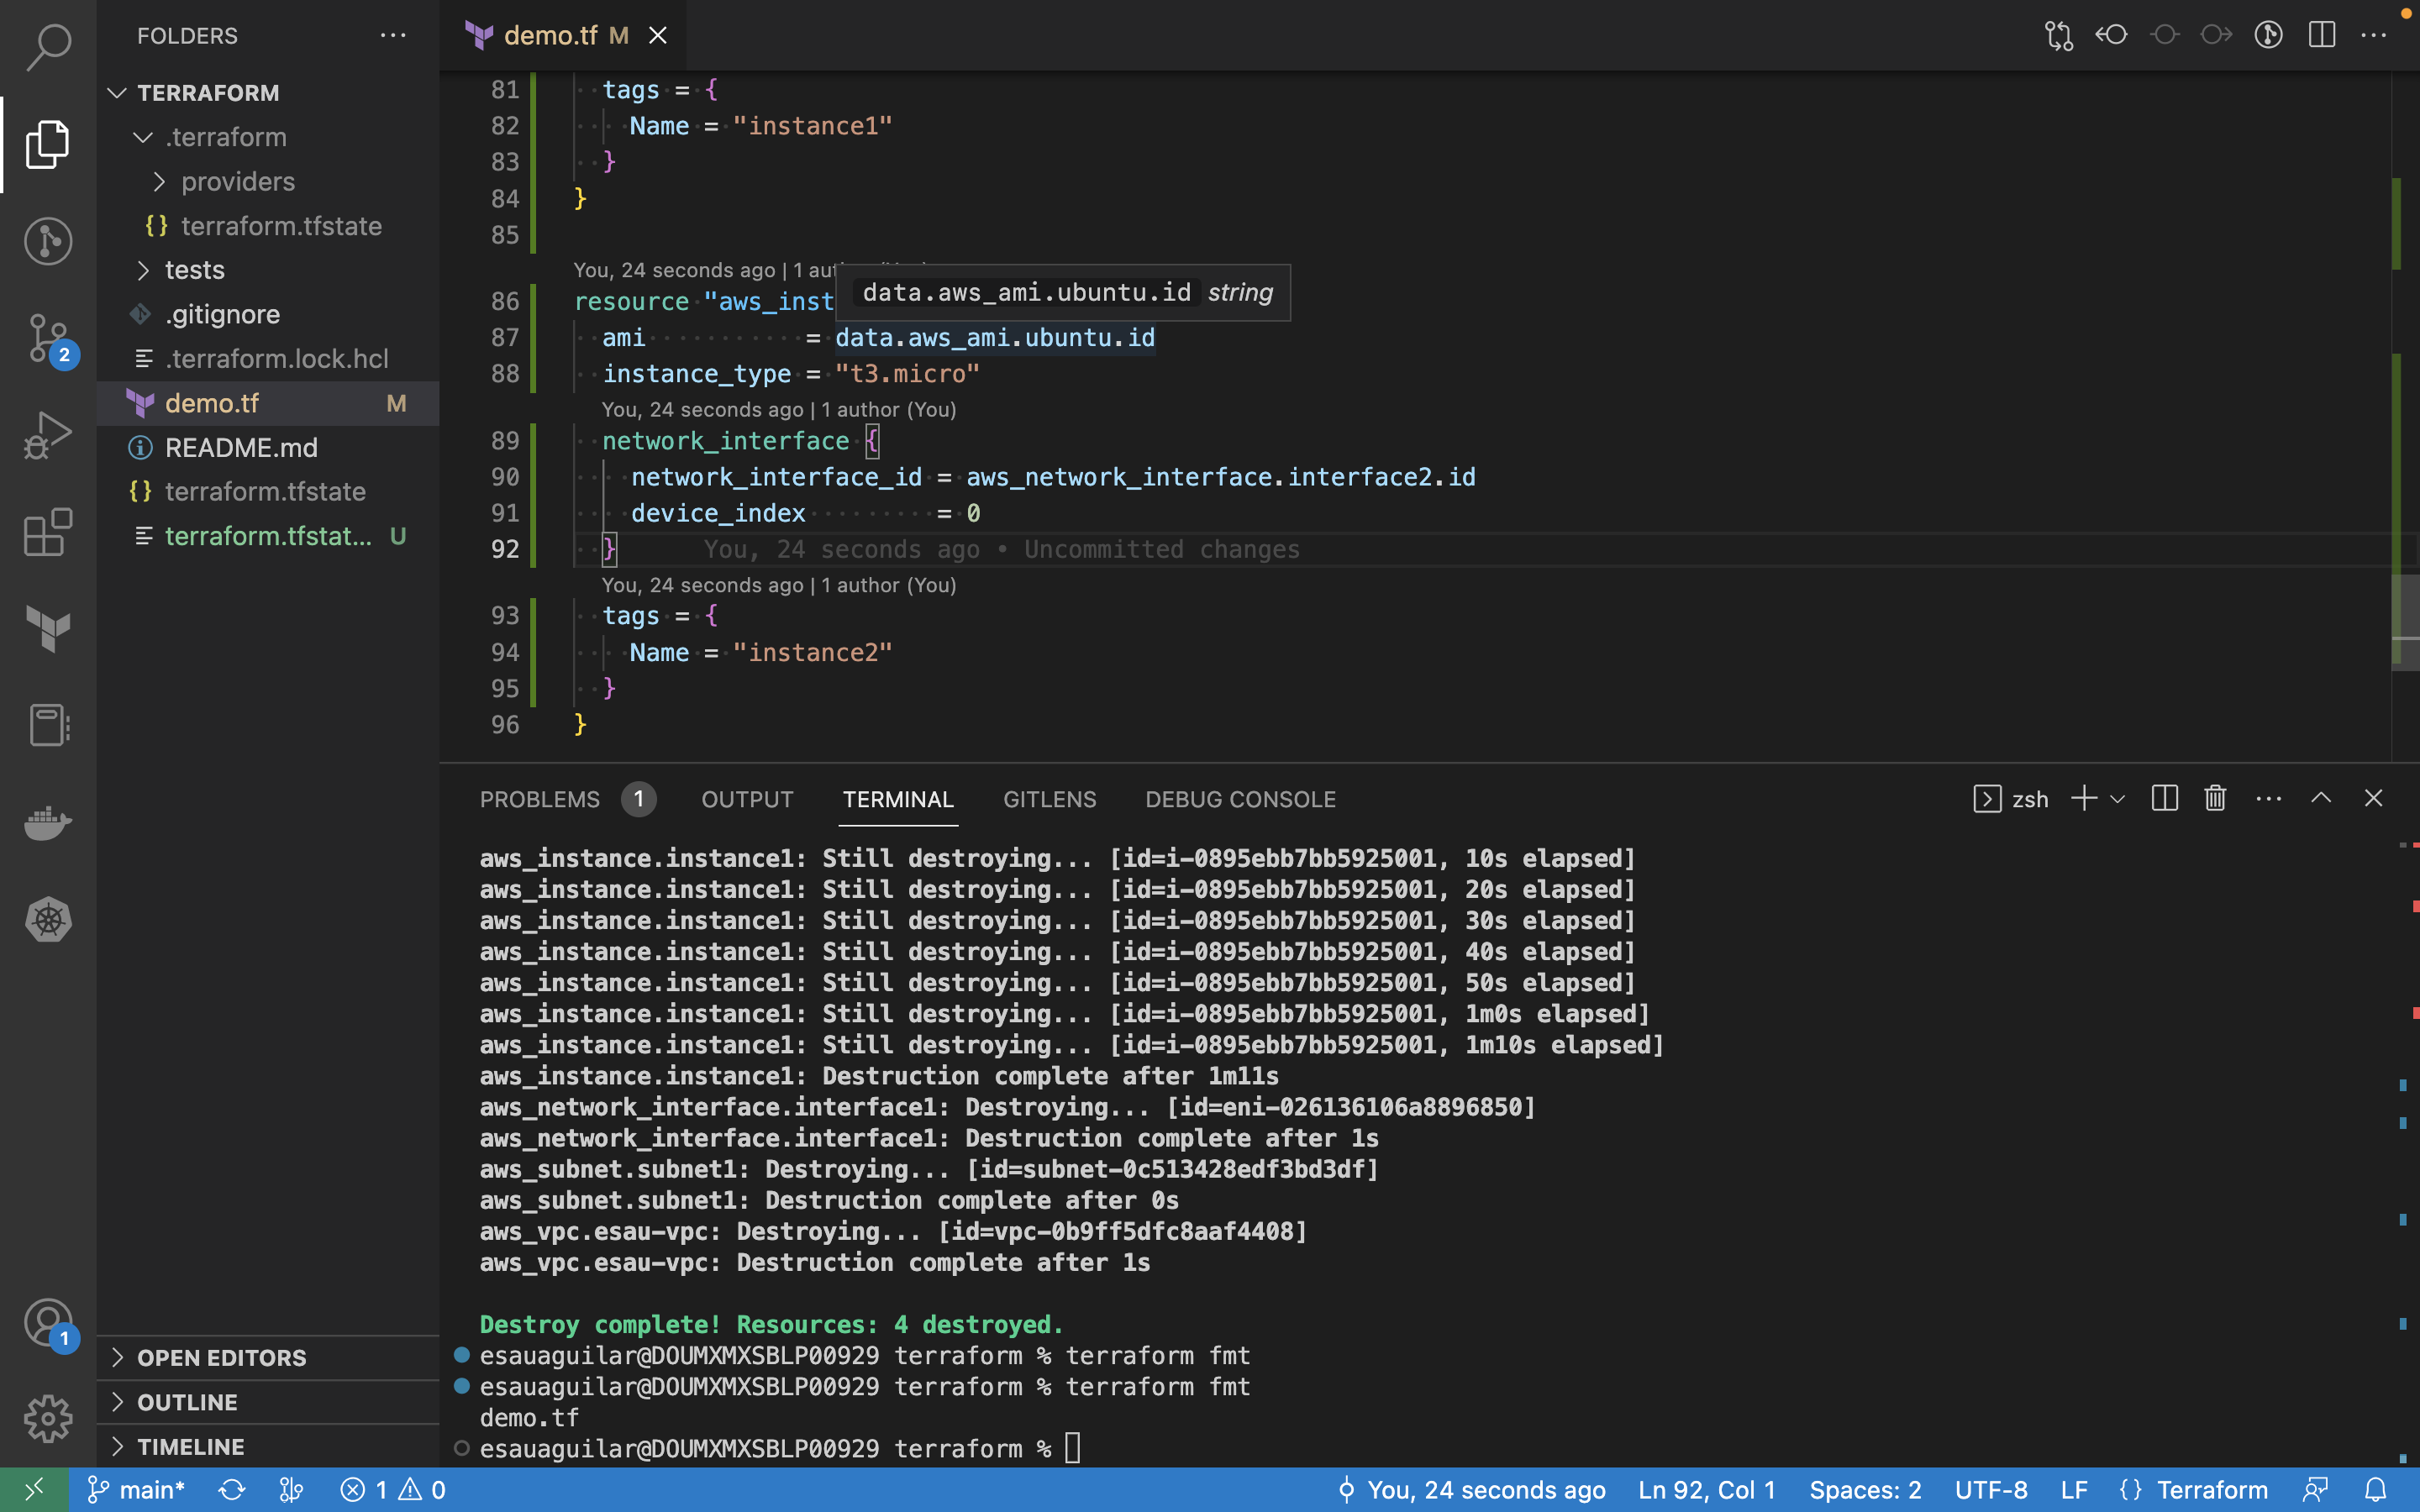 FOLDERS
demo.tf M
TERRAFORM
.terraform
providers
{} terraform.tfstate
tests
.gitignore
.terraform.lock.hcl
demo.tf M
README.md
{} terraform.tfstate
terraform.tfstat... U
2
1
OPEN EDITORS
OUTLINE
TIMELINE
81 tags = {
82 Name = "instance1"
83 }
84 }
85
You, 24 seconds ago | 1
data.aws_ami.ubuntu.id string
86 resource "aws_inst
87 ami = data.aws_ami.ubuntu.id
88 instance_type = "t3.micro"
You, 24 seconds ago | 1 author (You)
89 network_interface {
90 network_interface_id = aws_network_interface.interface2.id
91 device_index = 0
92 } You, 24 seconds ago • Uncommitted changes
You, 24 seconds ago | 1 author (You)
93 tags = {
94 Name = "instance2"
95 }
96 }
PROBLEMS 1 OUTPUT TERMINAL GITLENS DEBUG CONSOLE
zsh
aws_instance.instance1: Still destroying... [id=i-0895ebb7bb5925001, 10s elapsed]
aws_instance.instance1: Still destroying... [id=i-0895ebb7bb5925001, 20s elapsed]
aws_instance.instance1: Still destroying... [id=i-0895ebb7bb5925001, 30s elapsed]
aws_instance.instance1: Still destroying... [id=i-0895ebb7bb5925001, 40s elapsed]
aws_instance.instance1: Still destroying... [id=i-0895ebb7bb5925001, 50s elapsed]
aws_instance.instance1: Still destroying... [id=i-0895ebb7bb5925001, 1m0s elapsed]
aws_instance.instance1: Still destroying... [id=i-0895ebb7bb5925001, 1m10s elapsed]
aws_instance.instance1: Destruction complete after 1m11s
aws_network_interface.interface1: Destroying... [id=eni-026136106a8896850]
aws_network_interface.interface1: Destruction complete after 1s
aws_subnet.subnet1: Destroying... [id=subnet-0c513428edf3bd3df]
aws_subnet.subnet1: Destruction complete after 0s
aws_vpc.esau-vpc: Destroying... [id=vpc-0b9ff5dfc8aaf4408]
aws_vpc.esau-vpc: Destruction complete after 1s
Destroy complete! Resources: 4 destroyed.
esauaguilar@DOUMXMXSBLP00929 terraform % terraform fmt
esauaguilar@DOUMXMXSBLP00929 terraform % terraform fmt
demo.tf
esauaguilar@DOUMXMXSBLP00929 terraform %
main* 1 0 You, 24 seconds ago Ln 92, Col 1 Spaces: 2 UTF-8 LF {} Terraform